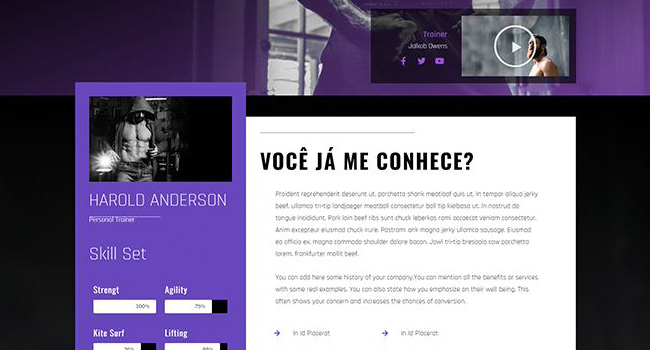 Trainer
Jalkob Owens
HAROLD ANDERSON
Personal Trainer
Skill Set
Strengt
100%
Agility
75%
Kite Surf
Lifting
VOCÊ JÁ ME CONHECE?
Proident reprehenderit deserunt ut, porchetta shank meatloaf quis ut. In tempor aliqua jerky
beef, ullamco tri-tip landjaeger meatball consectetur ball tip kielbasa ut. In nostrud do
tongue incididunt. Pork loin beef ribs sunt chuck leberkas rami occaecat veniam consectetur.
Anim excepteur eiusmod chuck irure. Pastrami ank magna jerky ullamco sausage. Eiusmod
ea officia ex, magna commodo shoulder dolore bacon. Jowl tri-tip bresaola cow porchetta
lorem, frankfurter mollit beef.
You can add here some history of your company.You can mention all the benefits or services
with some real examples. You can also state how you emphasize on their well being. This
often shows your concern and increases the chances of conversion.
In Id Placerat
In Id Placerat